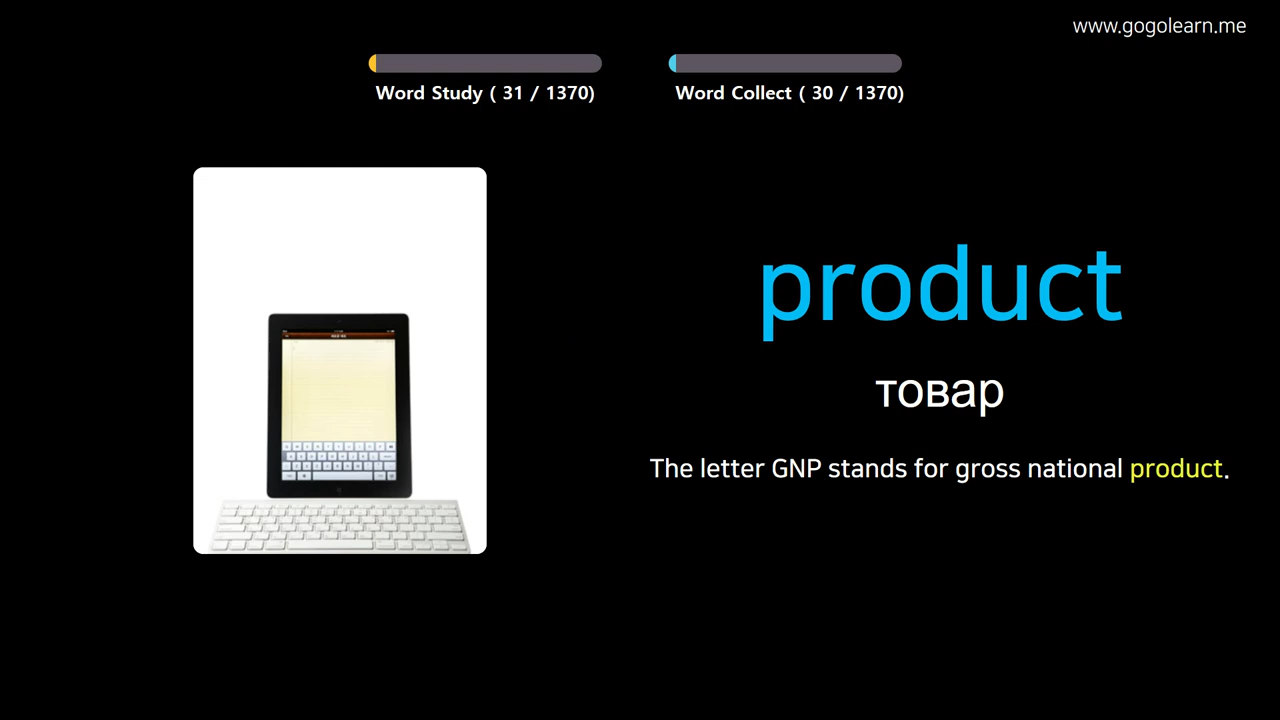 www.gogolearn.me
Word Study ( 31 / 1370)
Word Collect ( 30 / 1370)
product
товар
The letter GNP stands for gross national product.